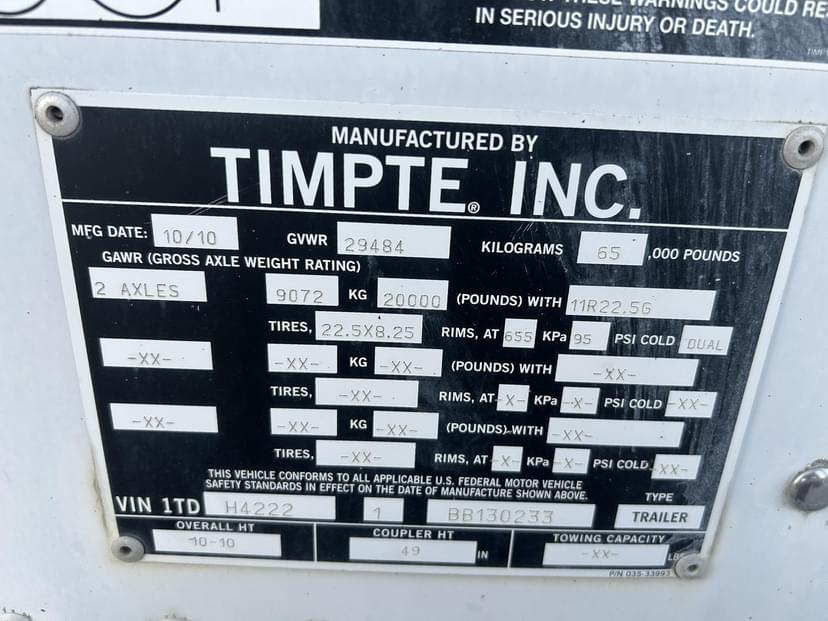 THESE WARNINGS COULD
IN SERIOUS INJURY OR DEATH.
MANUFACTURED BY
TIMPTE® INC.
MFG DATE: 10/10 GVWR 29484 KILOGRAMS 65 ,000 POUNDS
GAWR (GROSS AXLE WEIGHT RATING)
2 AXLES 9072 KG 20000 (POUNDS) WITH 11R22.5G
TIRES, 22.5X8.25 RIMS, AT 655 KPa 95 PSI COLD DUAL
-XX- -XX- KG -XX- (POUNDS) WITH -XX-
TIRES, -XX- RIMS, AT -X- KPa -X- PSI COLD -XX-
-XX- -XX- KG -XX- (POUNDS) WITH -XX-
TIRES, -XX- RIMS, AT -X- KPa -X- PSI COLD -XX-
THIS VEHICLE CONFORMS TO ALL APPLICABLE U.S. FEDERAL MOTOR VEHICLE
SAFETY STANDARDS IN EFFECT ON THE DATE OF MANUFACTURE SHOWN ABOVE.
TYPE
VIN 1TD H4222 1 BB130233 TRAILER
OVERALL HT COUPLER HT TOWING CAPACITY
10-10 49 IN -XX- LBS
P/N 035-33993